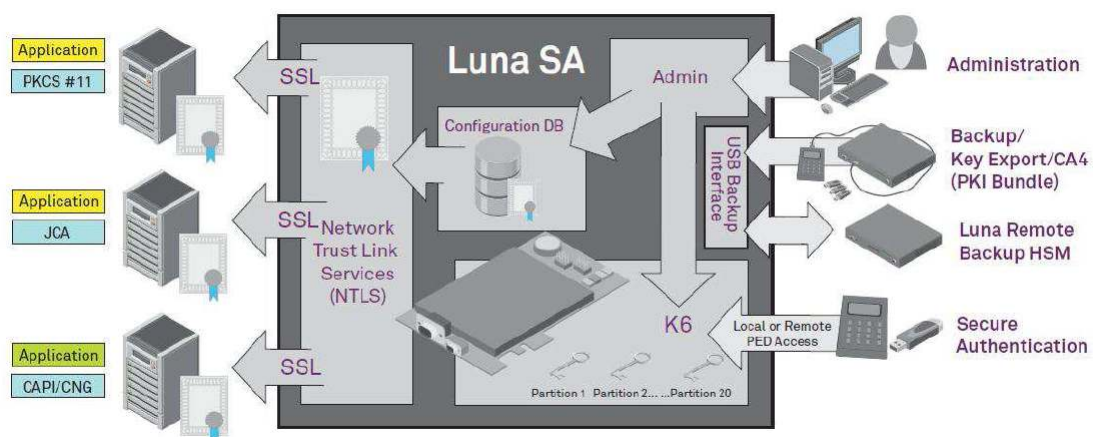 Luna SA
Application
PKCS #11
SSL
Admin
Administration
Configuration DB
USB Backup
Interface
Backup/
Key Export/CA4
(PKI Bundle)
Application
JCA
SSL
Network
Trust Link
Services
(NTLS)
Luna Remote
Backup HSM
K6
Local or Remote
PED Access
Secure
Authentication
Application
CAPI/CNG
SSL
Partition 1 Partition 2... ...Partition 20